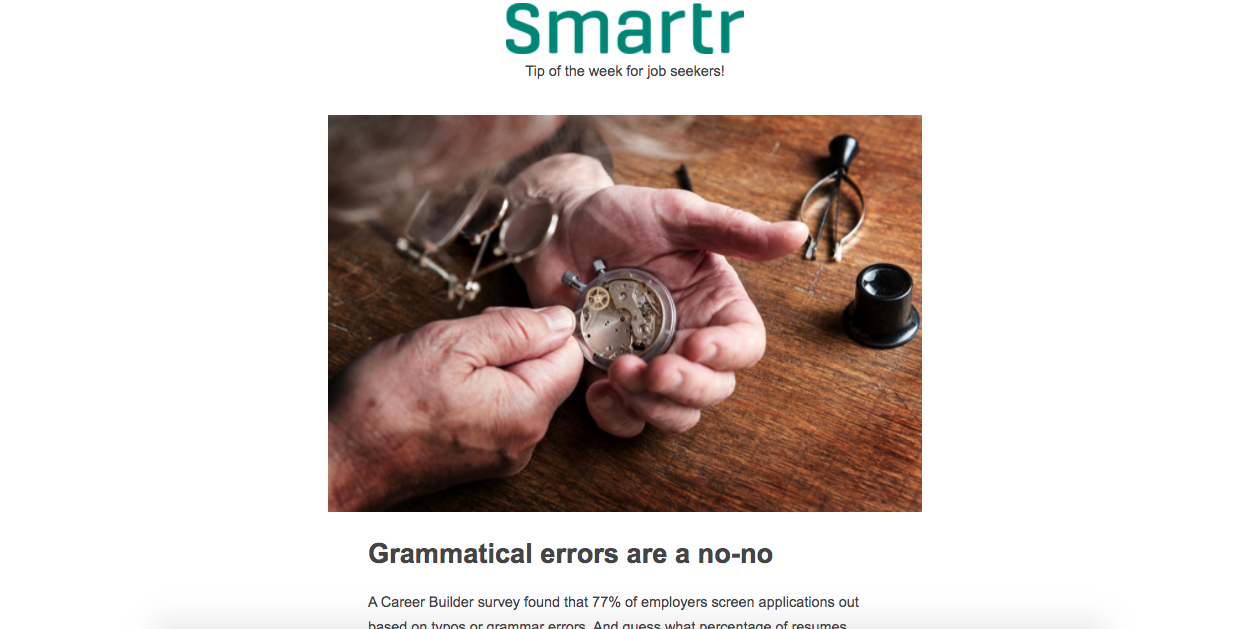 Smartr
Tip of the week for job seekers!
Grammatical errors are a no-no
A Career Builder survey found that 77% of employers screen applications out
based on typos or grammar errors. And guess what percentage of resumes